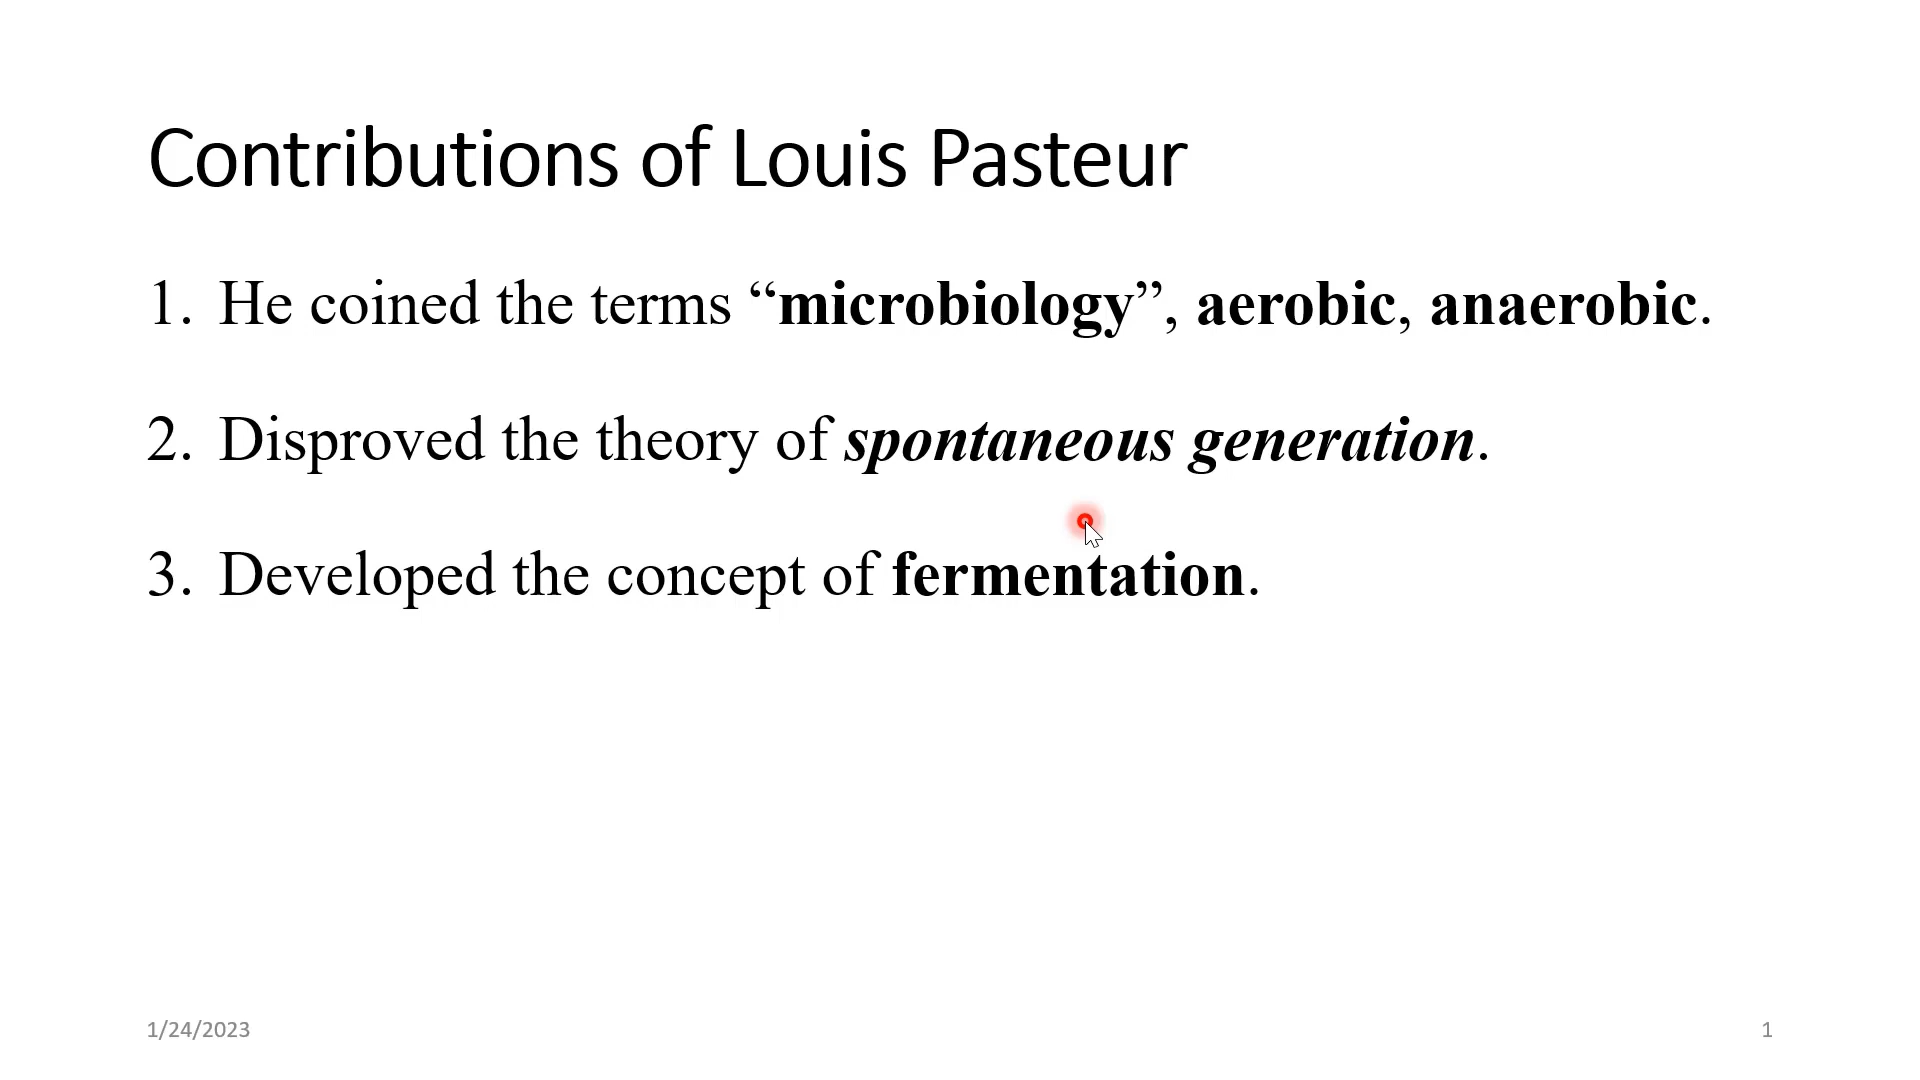 Contributions of Louis Pasteur
1. He coined the terms “microbiology”, aerobic, anaerobic.
2. Disproved the theory of spontaneous generation.
3. Developed the concept of fermentation.
1/24/2023
1